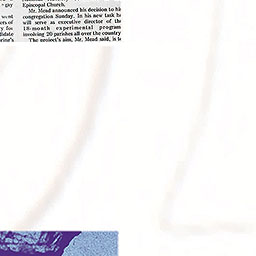 Episcopal Church.
Mr. Mead announced his decision to his
congregation Sunday. In his new task he
will serve as executive director of the
18-month experimental program
involving 20 parishes all over the country.
The project's aim, Mr. Mead said, is to